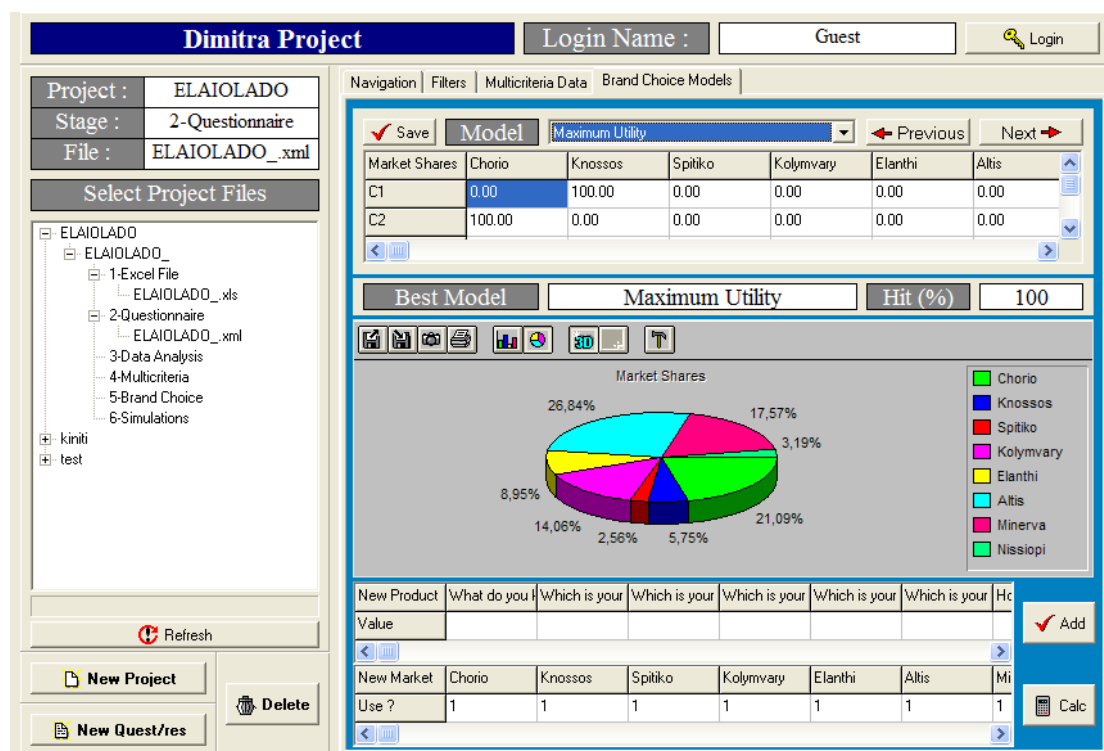 Dimitra Project
Login Name :
Guest
Login
Project :
ELAIOLADO
Stage :
2-Questionnaire
File :
ELAIOLADO_.xml
Select Project Files
ELAIOLADO
ELAIOLADO_
1-Excel File
ELAIOLADO_.xls
2-Questionnaire
ELAIOLADO_.xml
3-Data Analysis
4-Multicriteria
5-Brand Choice
6-Simulations
kiniti
test
Refresh
New Project
New Quest/res
Delete
Navigation Filters Multicriteria Data Brand Choice Models
Save Model Maximum Utility Previous Next
Market Shares Chorio Knossos Spitiko Kolymvary Elanthi Altis
C1 0.00 100.00 0.00 0.00 0.00 0.00
C2 100.00 0.00 0.00 0.00 0.00 0.00
Best Model Maximum Utility Hit (%) 100
3D
Market Shares
26,84%
17,57%
3,19%
8,95%
14,06%
2,56%
5,75%
21,09%
Chorio
Knossos
Spitiko
Kolymvary
Elanthi
Altis
Minerva
Nissiopi
New Product What do you Which is your Which is your Which is your Which is your Which is your Hc
Value
Add
New Market Chorio Knossos Spitiko Kolymvary Elanthi Altis Mi
Use ? 1 1 1 1 1 1 1
Calc